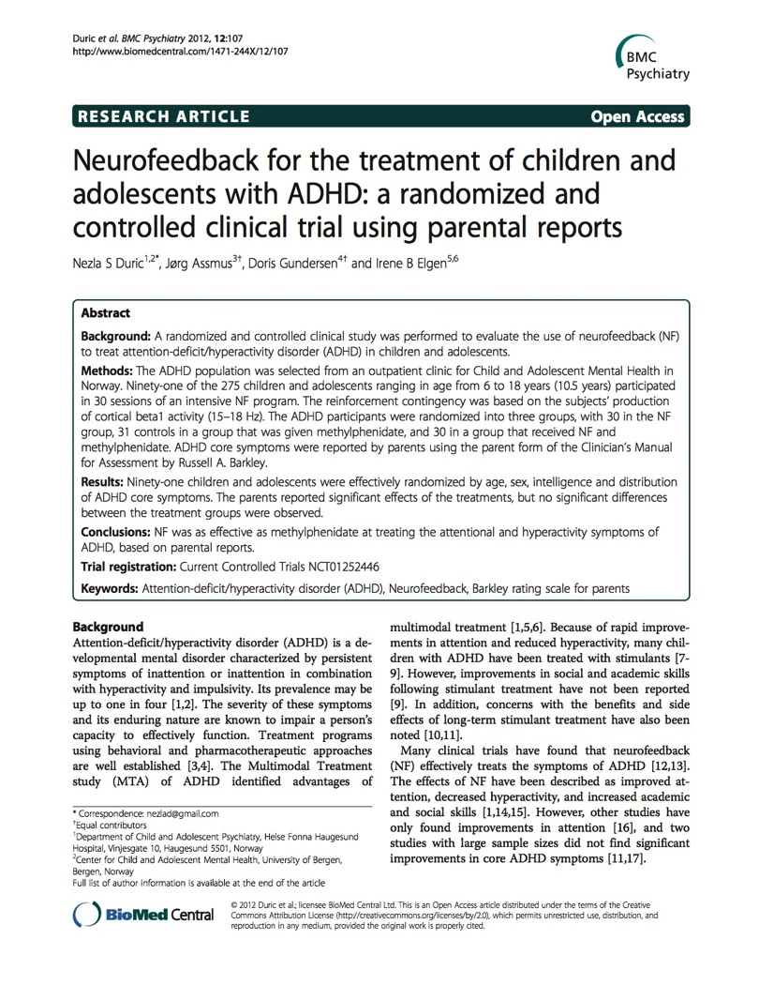 Duric et al. BMC Psychiatry 2012, 12:107
http://www.biomedcentral.com/1471-244X/12/107
BMC
Psychiatry
RESEARCH ARTICLE
Open Access
Neurofeedback for the treatment of children and
adolescents with ADHD: a randomized and
controlled clinical trial using parental reports
Nezla S Duric1,2*, Jørg Assmus3†, Doris Gundersen4† and Irene B Elgen5,6
Abstract
Background: A randomized and controlled clinical study was performed to evaluate the use of neurofeedback (NF)
to treat attention-deficit/hyperactivity disorder (ADHD) in children and adolescents.
Methods: The ADHD population was selected from an outpatient clinic for Child and Adolescent Mental Health in
Norway. Ninety-one of the 275 children and adolescents ranging in age from 6 to 18 years (10.5 years) participated
in 30 sessions of an intensive NF program. The reinforcement contingency was based on the subjects' production
of cortical beta1 activity (15–18 Hz). The ADHD participants were randomized into three groups, with 30 in the NF
group, 31 controls in a group that was given methylphenidate, and 30 in a group that received NF and
methylphenidate. ADHD core symptoms were reported by parents using the parent form of the Clinician's Manual
for Assessment by Russell A. Barkley.
Results: Ninety-one children and adolescents were effectively randomized by age, sex, intelligence and distribution
of ADHD core symptoms. The parents reported significant effects of the treatments, but no significant differences
between the treatment groups were observed.
Conclusions: NF was as effective as methylphenidate at treating the attentional and hyperactivity symptoms of
ADHD, based on parental reports.
Trial registration: Current Controlled Trials NCT01252446
Keywords: Attention-deficit/hyperactivity disorder (ADHD), Neurofeedback, Barkley rating scale for parents
Background
Attention-deficit/hyperactivity disorder (ADHD) is a de-
velopmental mental disorder characterized by persistent
symptoms of inattention or inattention in combination
with hyperactivity and impulsivity. Its prevalence may be
up to one in four [1,2]. The severity of these symptoms
and its enduring nature are known to impair a person's
capacity to effectively function. Treatment programs
using behavioral and pharmacotherapeutic approaches
are well established [3,4]. The Multimodal Treatment
study (MTA) of ADHD identified advantages of
multimodal treatment [1,5,6]. Because of rapid improve-
ments in attention and reduced hyperactivity, many chil-
dren with ADHD have been treated with stimulants [7-
9]. However, improvements in social and academic skills
following stimulant treatment have not been reported
[9]. In addition, concerns with the benefits and side
effects of long-term stimulant treatment have also been
noted [10,11].
Many clinical trials have found that neurofeedback
(NF) effectively treats the symptoms of ADHD [12,13].
The effects of NF have been described as improved at-
tention, decreased hyperactivity, and increased academic
and social skills [1,14,15]. However, other studies have
only found improvements in attention [16], and two
studies with large sample sizes did not find significant
improvements in core ADHD symptoms [11,17].
* Correspondence: nezlad@gmail.com
†Equal contributors
1Department of Child and Adolescent Psychiatry, Helse Fonna Haugesund
Hospital, Vinjesgate 10, Haugesund 5501, Norway
2Center for Child and Adolescent Mental Health, University of Bergen,
Bergen, Norway
Full list of author information is available at the end of the article
BioMed Central
© 2012 Duric et al.; licensee BioMed Central Ltd. This is an Open Access article distributed under the terms of the Creative
Commons Attribution License (http://creativecommons.org/licenses/by/2.0), which permits unrestricted use, distribution, and
reproduction in any medium, provided the original work is properly cited.